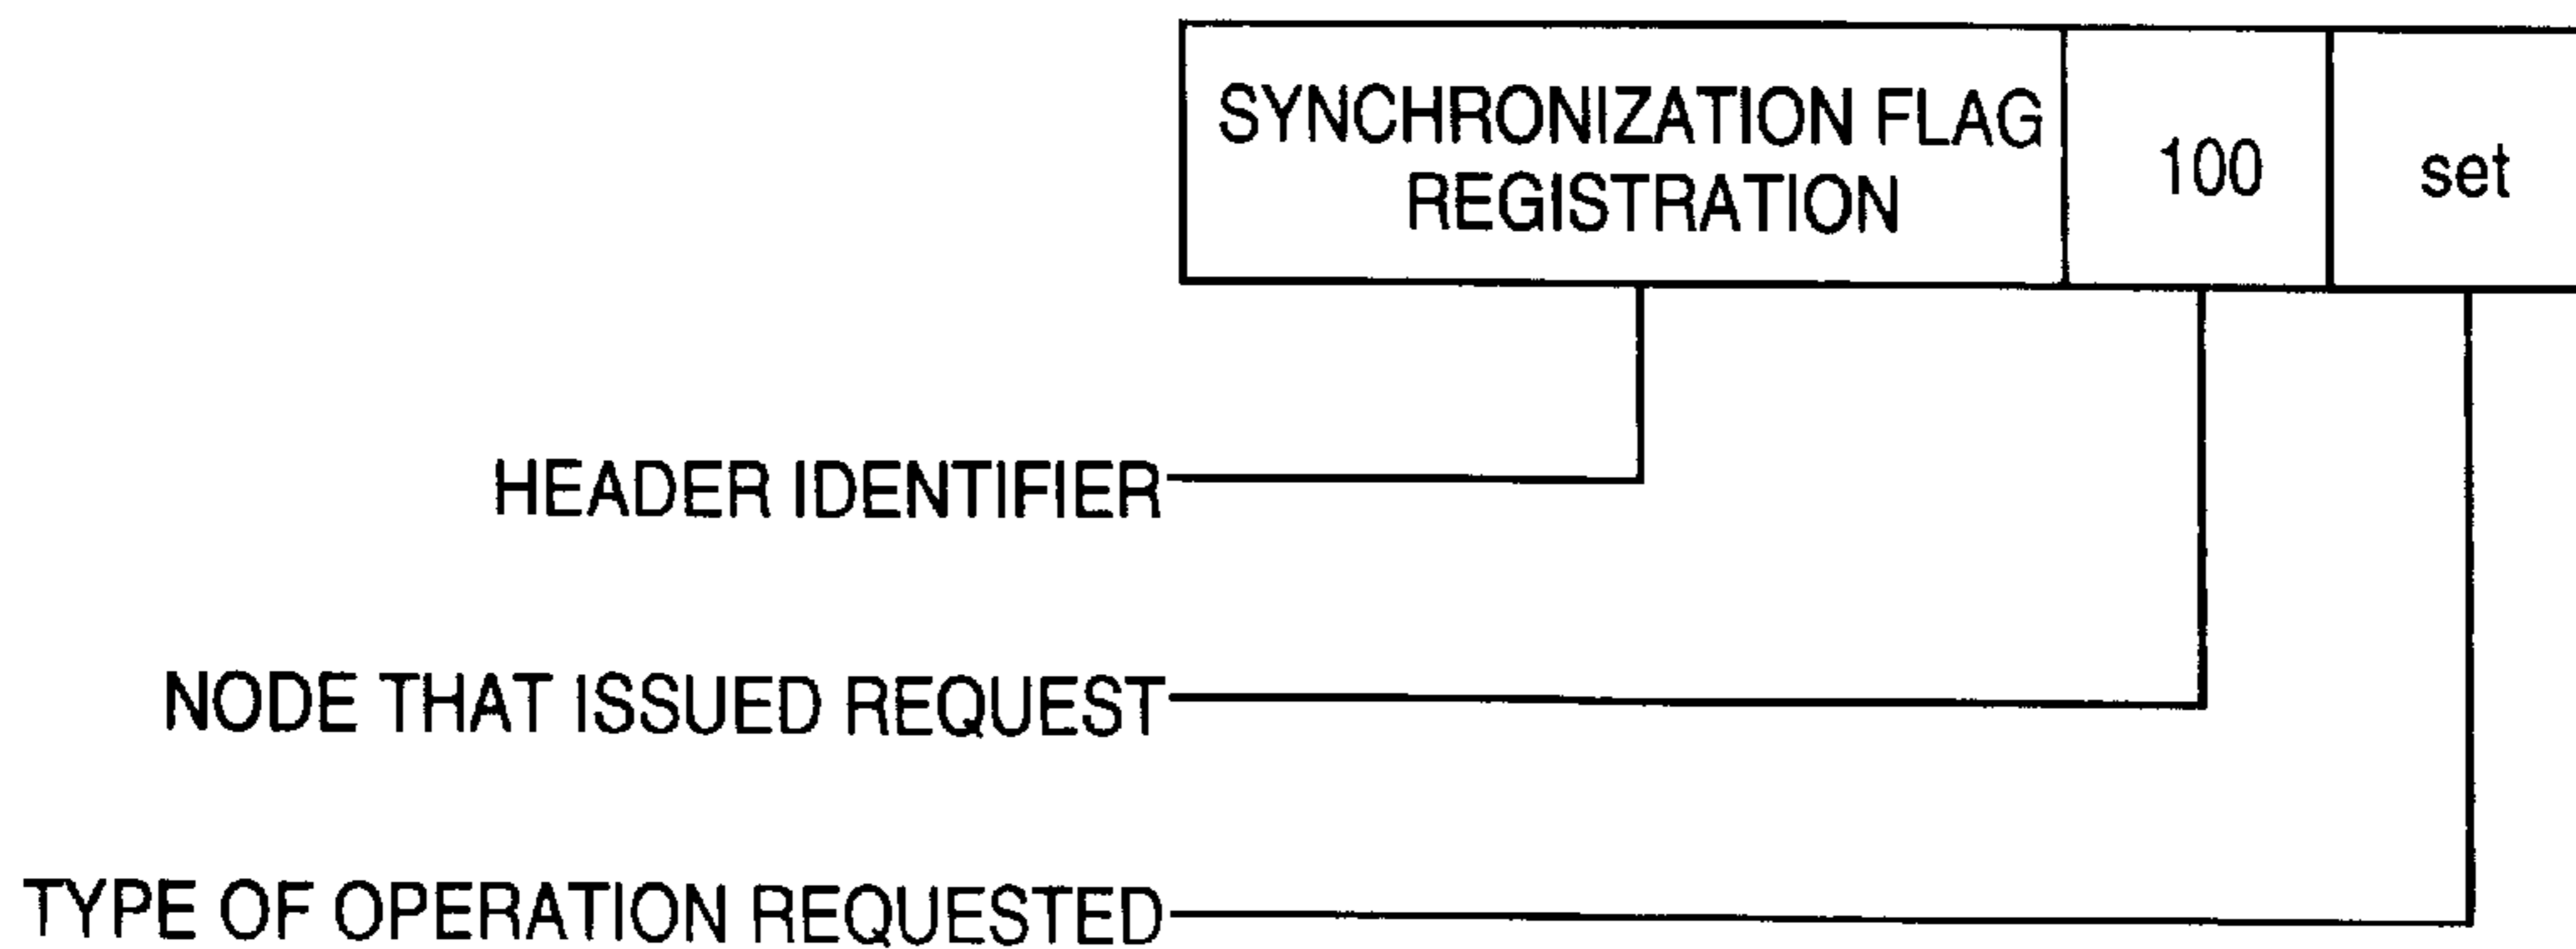 SYNCHRONIZATION FLAG
REGISTRATION
100
set
HEADER IDENTIFIER
NODE THAT ISSUED REQUEST
TYPE OF OPERATION REQUESTED